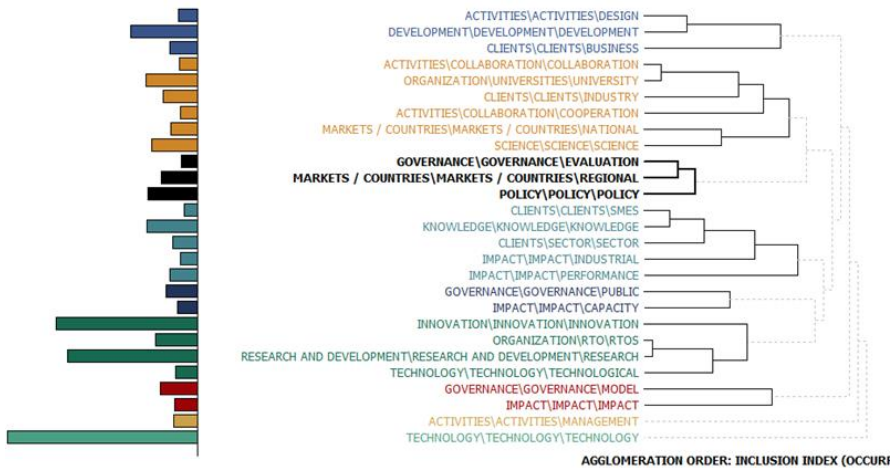 ACTIVITIES\ACTIVITIES\DESIGN
DEVELOPMENT\DEVELOPMENT\DEVELOPMENT
CLIENTS\CLIENTS\BUSINESS
ACTIVITIES\COLLABORATION\COLLABORATION
ORGANIZATION\UNIVERSITIES\UNIVERSITY
CLIENTS\CLIENTS\INDUSTRY
ACTIVITIES\COLLABORATION\COOPERATION
MARKETS / COUNTRIES\MARKETS / COUNTRIES\NATIONAL
SCIENCE\SCIENCE\SCIENCE
GOVERNANCE\GOVERNANCE\EVALUATION
MARKETS / COUNTRIES\MARKETS / COUNTRIES\REGIONAL
POLICY\POLICY\POLICY
CLIENTS\CLIENTS\SMES
KNOWLEDGE\KNOWLEDGE\KNOWLEDGE
CLIENTS\SECTOR\SECTOR
IMPACT\IMPACT\INDUSTRIAL
IMPACT\IMPACT\PERFORMANCE
GOVERNANCE\GOVERNANCE\PUBLIC
IMPACT\IMPACT\CAPACITY
INNOVATION\INNOVATION\INNOVATION
ORGANIZATION\RTO\RTOS
RESEARCH AND DEVELOPMENT\RESEARCH AND DEVELOPMENT\RESEARCH
TECHNOLOGY\TECHNOLOGY\TECHNOLOGICAL
GOVERNANCE\GOVERNANCE\MODEL
IMPACT\IMPACT\IMPACT
ACTIVITIES\ACTIVITIES\MANAGEMENT
TECHNOLOGY\TECHNOLOGY\TECHNOLOGY
AGGLOMERATION ORDER: INCLUSION INDEX (OCCURR